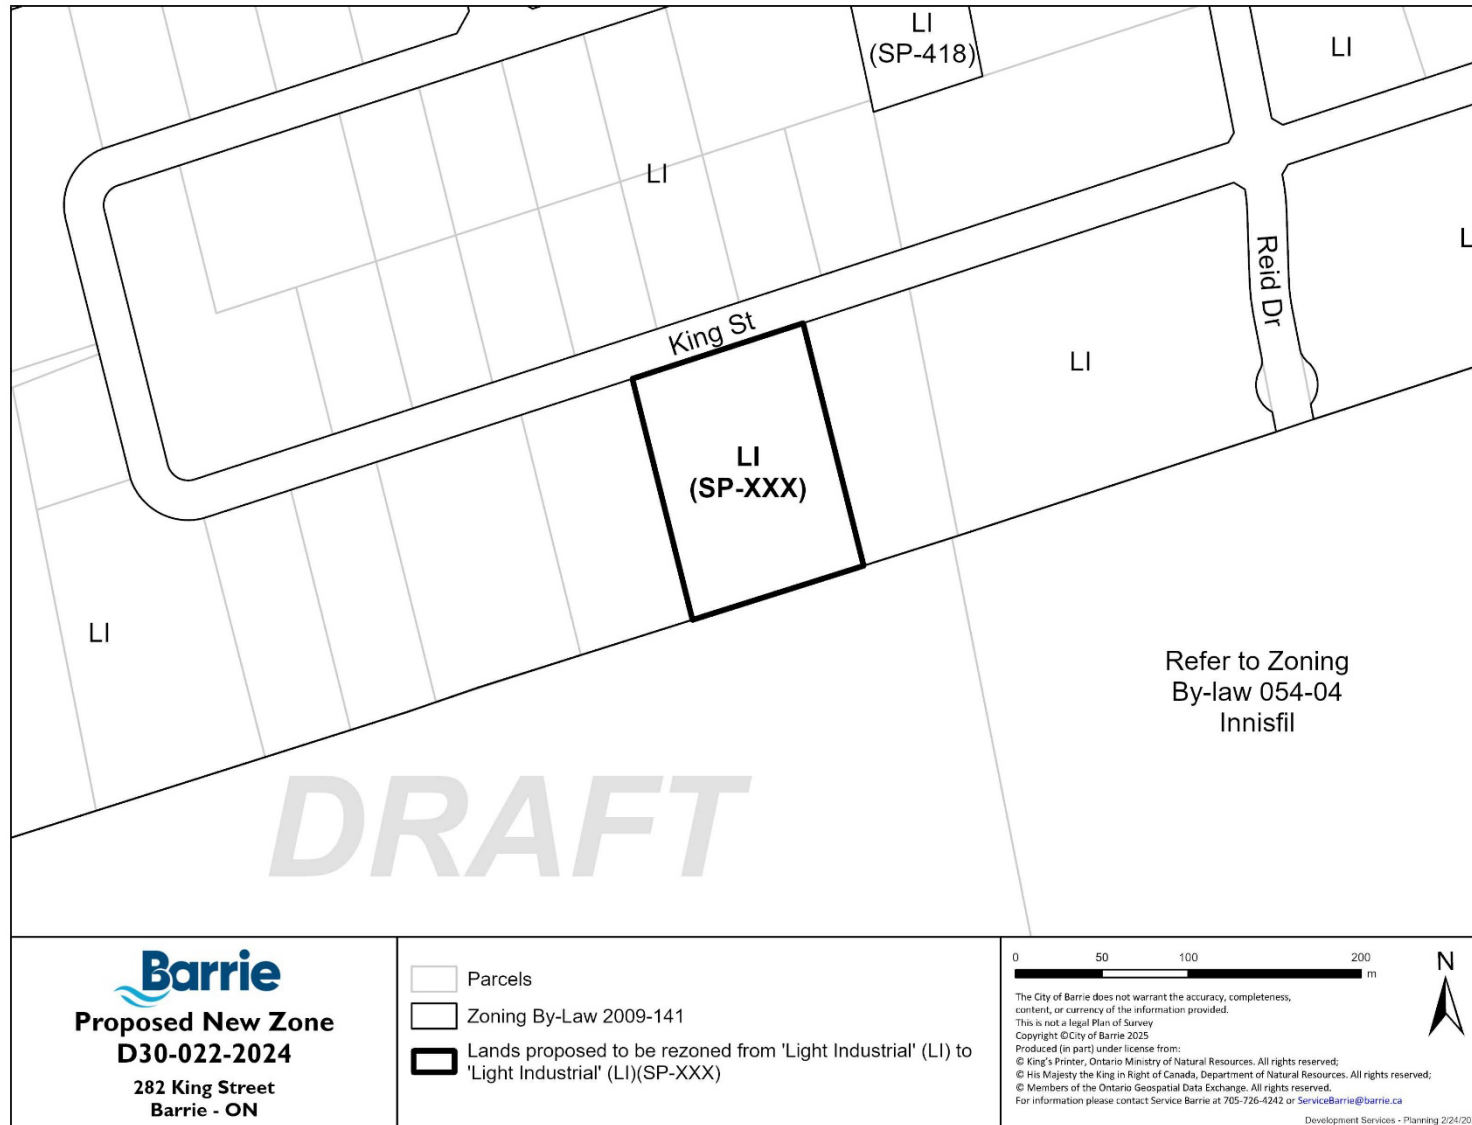 LI
(SP-418)
LI
LI
Reid Dr
King St
LI
LI
(SP-XXX)
LI
Refer to Zoning
By-law 054-04
Innisfil
DRAFT
Barrie
Proposed New Zone
D30-022-2024
282 King Street
Barrie - ON
Parcels
Zoning By-Law 2009-141
Lands proposed to be rezoned from 'Light Industrial' (LI) to
'Light Industrial' (LI)(SP-XXX)
0 50 100 200
m
N
The City of Barrie does not warrant the accuracy, completeness,
content, or currency of the information provided.
This is not a legal Plan of Survey
Copyright ©City of Barrie 2025
Produced (in part) under license from:
© King's Printer, Ontario Ministry of Natural Resources. All rights reserved;
© His Majesty the King in Right of Canada, Department of Natural Resources. All rights reserved;
© Members of the Ontario Geospatial Data Exchange. All rights reserved.
For information please contact Service Barrie at 705-726-4242 or ServiceBarrie@barrie.ca
Development Services - Planning 2/24/20